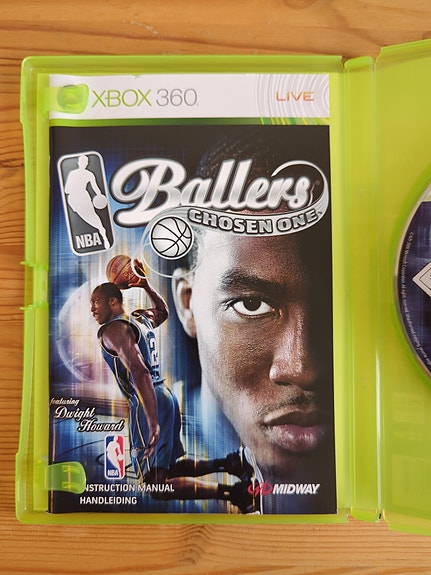 XBOX 360 LIVE
NBA
Ballers
CHOSEN ONE
featuring
Dwight
Howard
NBA
INSTRUCTION MANUAL
HANDLEIDING
MIDWAY